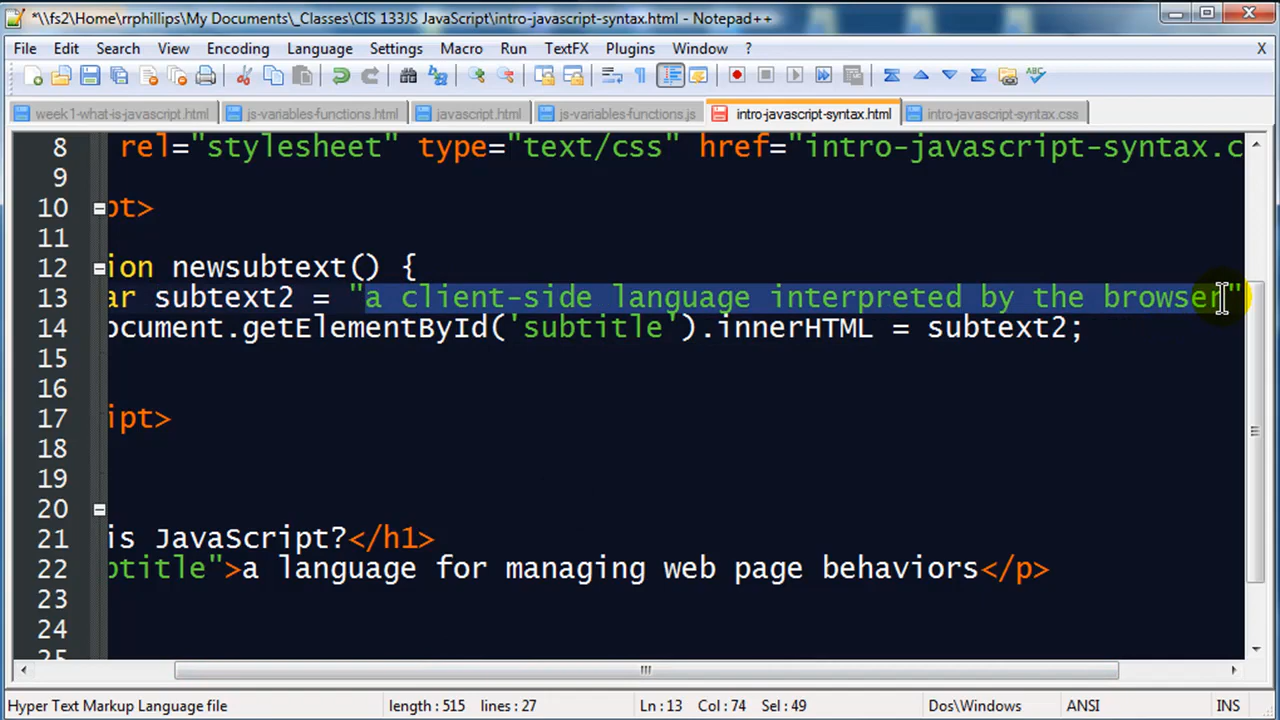 *\\fs2\Home\rrphillips\My Documents\_Classes\CIS 133JS JavaScript\intro-javascript-syntax.html - Notepad++
File Edit Search View Encoding Language Settings Macro Run TextFX Plugins Window ? X
week1-what-is-javascript.html js-variables-functions.html javascript.html js-variables-functions.js intro-javascript-syntax.html intro-javascript-syntax.css
8 rel="stylesheet" type="text/css" href="intro-javascript-syntax.c
9
10 pt>
11
12 ion newsubtext() {
13 ar subtext2 = "a client-side language interpreted by the browser"
14 ocument.getElementById('subtitle').innerHTML = subtext2;
15
16
17 ipt>
18
19
20
21 is JavaScript?</h1>
22 btitle">a language for managing web page behaviors</p>
23
24
25
Hyper Text Markup Language file length : 515 lines : 27 Ln : 13 Col : 74 Sel : 49 Dos\Windows ANSI INS